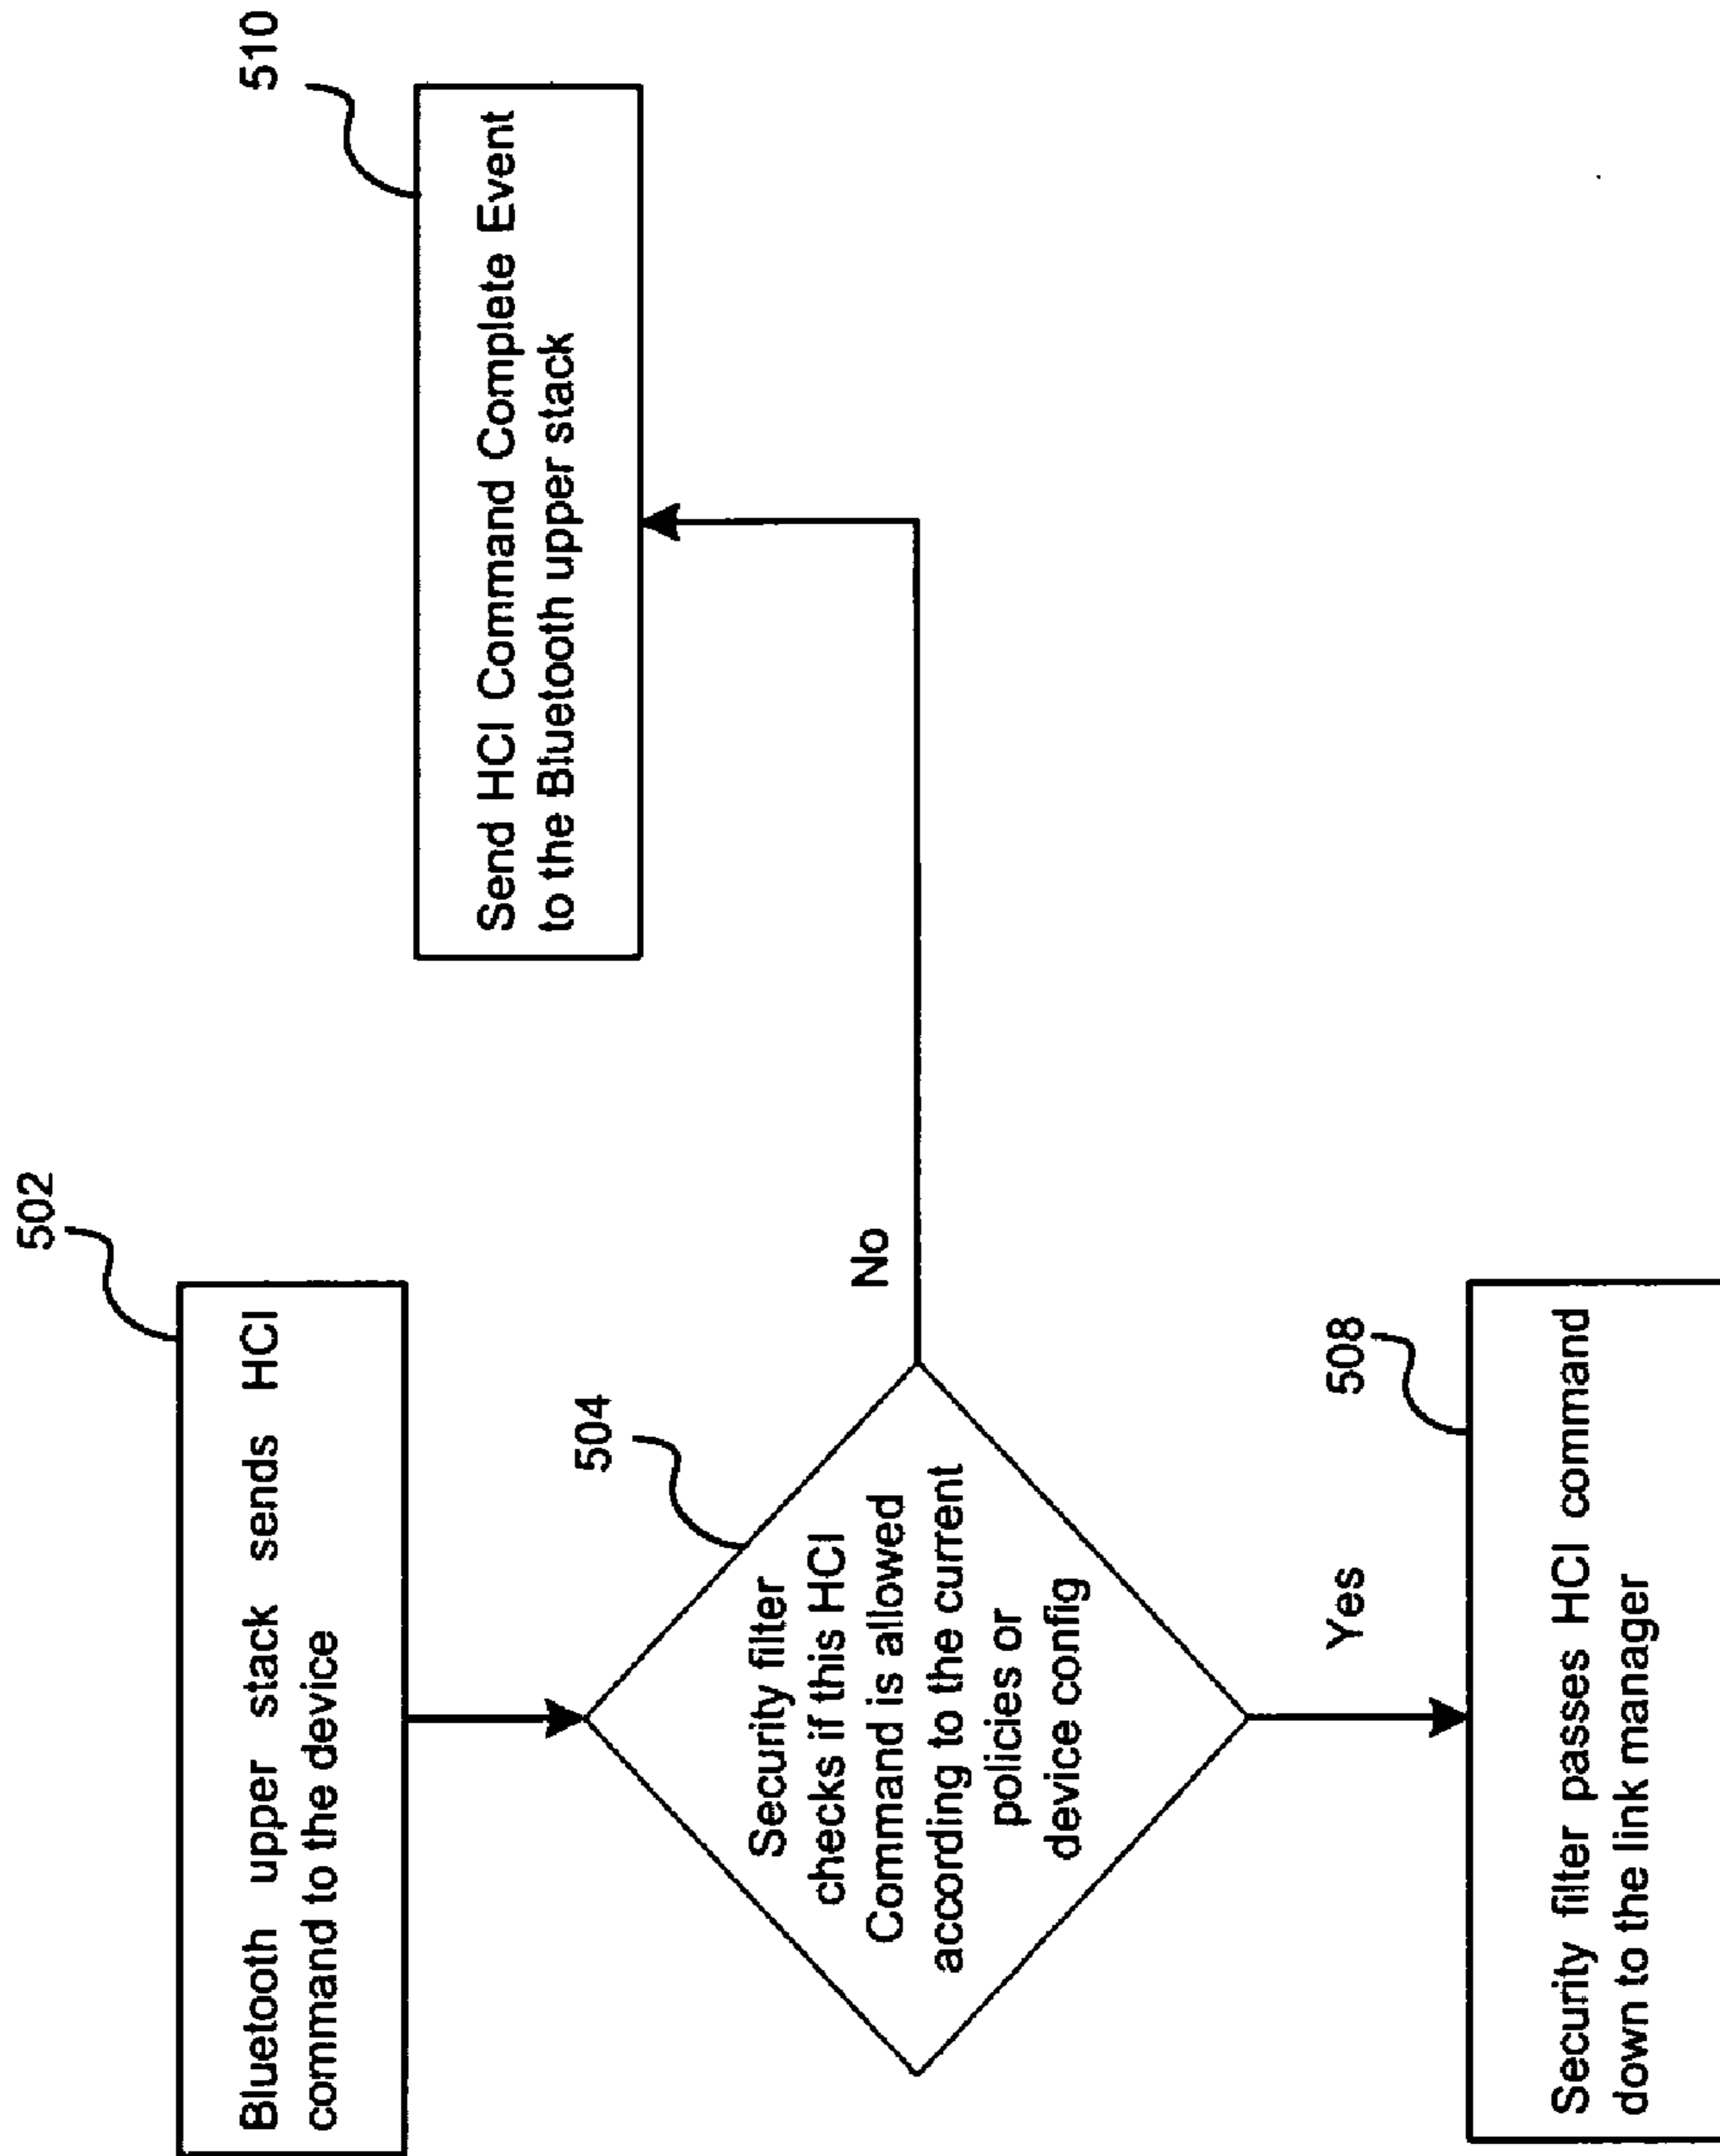 502
Bluetooth upper stack sends HCI
command to the device
504
Security filter
checks if this HCI
Command is allowed
according to the current
policies or
device config
No
510
Send HCI Command Complete Event
to the Bluetooth upper stack
Yes
508
Security filter passes HCI command
down to the link manager